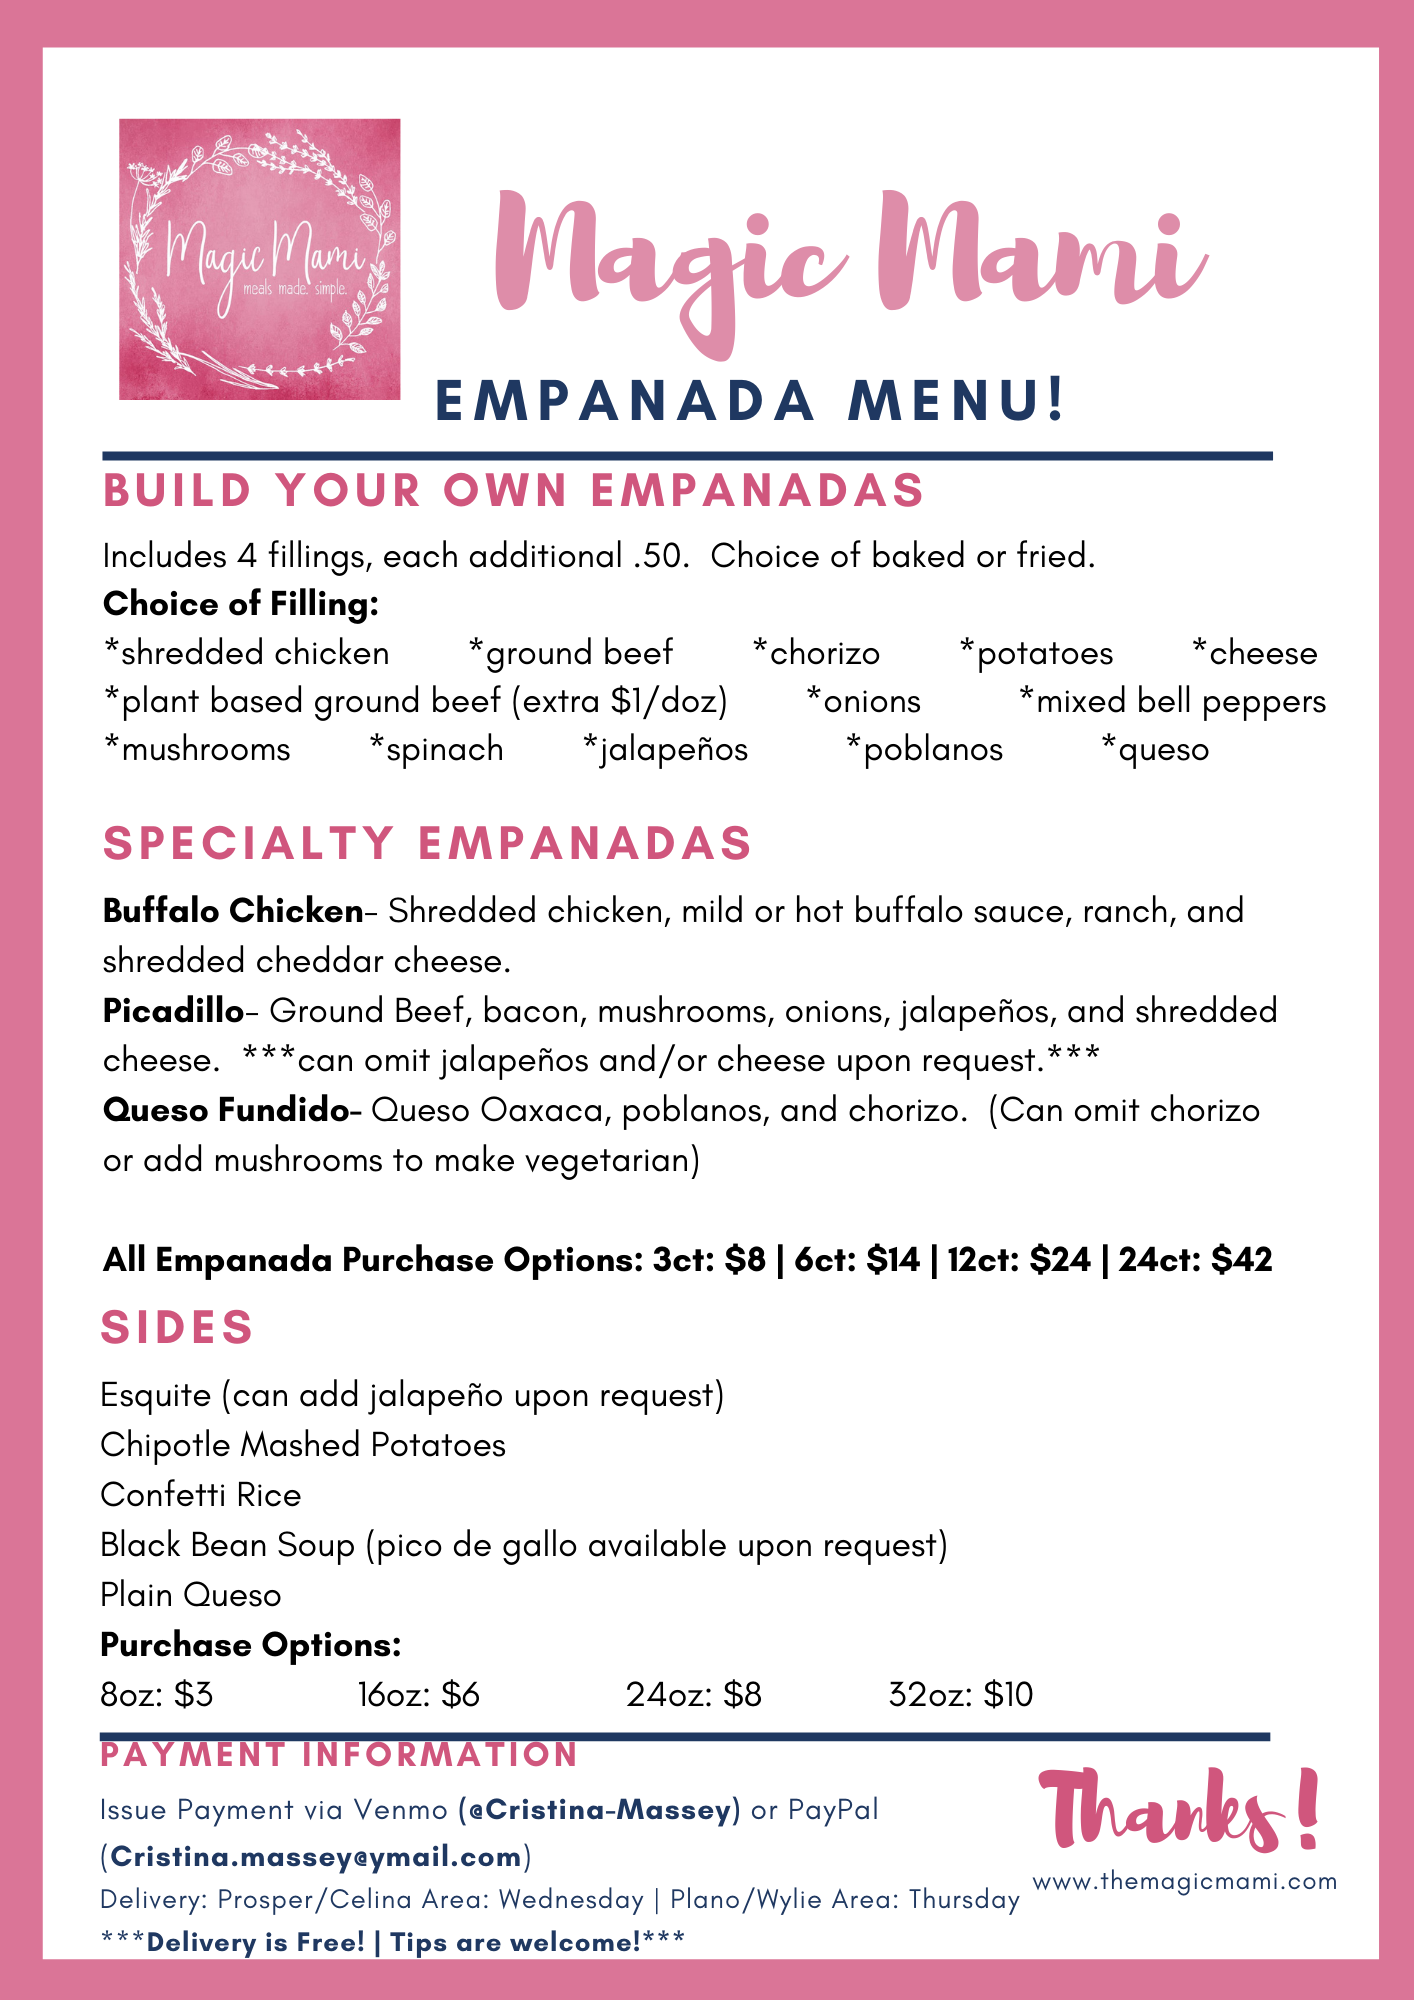 Magic Mami
meals made. simple.
Magic Mami
EMPANADA MENU!
BUILD YOUR OWN EMPANADAS
Includes 4 fillings, each additional .50.  Choice of baked or fried.
Choice of Filling:
*shredded chicken *ground beef *chorizo *potatoes *cheese
*plant based ground beef (extra $1/doz) *onions *mixed bell peppers
*mushrooms *spinach *jalapeños *poblanos *queso
SPECIALTY EMPANADAS
Buffalo Chicken- Shredded chicken, mild or hot buffalo sauce, ranch, and
shredded cheddar cheese.
Picadillo- Ground Beef, bacon, mushrooms, onions, jalapeños, and shredded
cheese.  ***can omit jalapeños and/or cheese upon request.***
Queso Fundido- Queso Oaxaca, poblanos, and chorizo.  (Can omit chorizo
or add mushrooms to make vegetarian)
All Empanada Purchase Options: 3ct: $8 | 6ct: $14 | 12ct: $24 | 24ct: $42
SIDES
Esquite (can add jalapeño upon request)
Chipotle Mashed Potatoes
Confetti Rice
Black Bean Soup (pico de gallo available upon request)
Plain Queso
Purchase Options:
8oz: $3 16oz: $6 24oz: $8 32oz: $10
PAYMENT INFORMATION
Issue Payment via Venmo (@Cristina-Massey) or PayPal
(Cristina.massey@ymail.com)
Delivery: Prosper/Celina Area: Wednesday | Plano/Wylie Area: Thursday
***Delivery is Free! | Tips are welcome!***
Thanks!
www.themagicmami.com